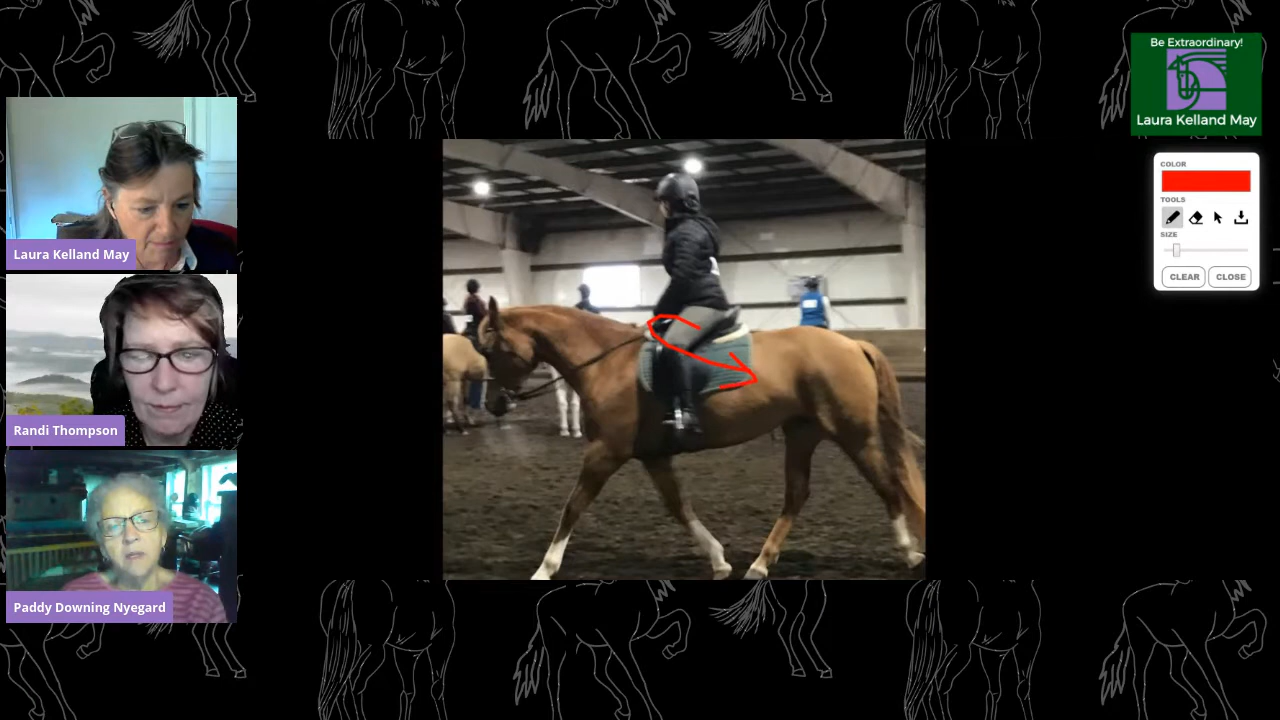 Be Extraordinary!
Laura Kelland May
COLOR
TOOLS
SIZE
CLEAR CLOSE
Laura Kelland May
Randi Thompson
Paddy Downing Nyegard